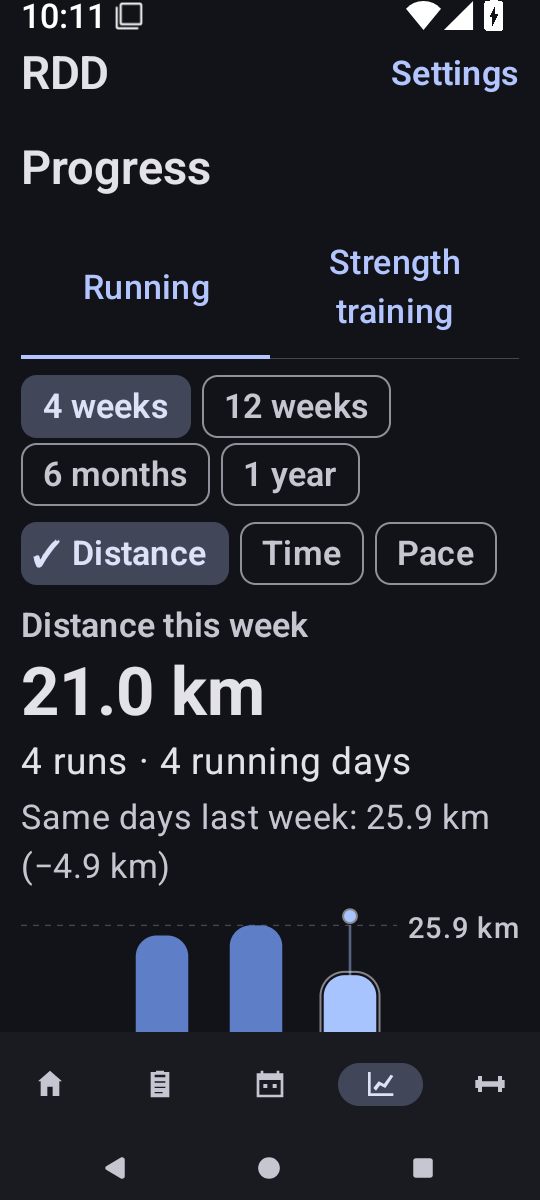 10:11
RDD Settings
Progress
Running
Strength
training
4 weeks 12 weeks
6 months 1 year
✓ Distance Time Pace
Distance this week
21.0 km
4 runs · 4 running days
Same days last week: 25.9 km
(−4.9 km)
25.9 km